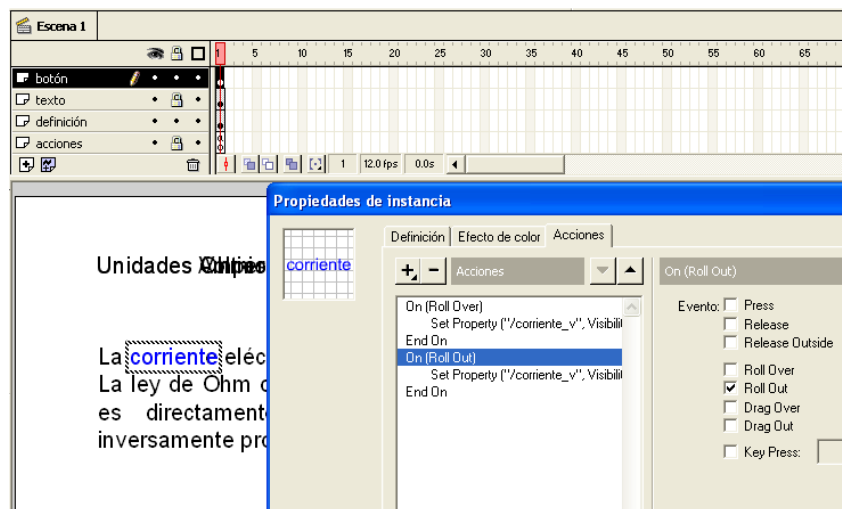 Escena 1
1 5 10 15 20 25 30 35 40 45 50 55 60 65
botón
texto
definición
acciones
1 12.0 fps 0.0s
Propiedades de instancia
Definición Efecto de color Acciones
corriente
Acciones
On (Roll Out)
On (Roll Over)
Set Property ("/corriente_v", Visibili
End On
On (Roll Out)
Set Property ("/corriente_v", Visibili
End On
Evento: Press
Release
Release Outside
Roll Over
Roll Out
Drag Over
Drag Out
Key Press:
Unidades
La corriente eléc
La ley de Ohm
es directament
inversamente pro